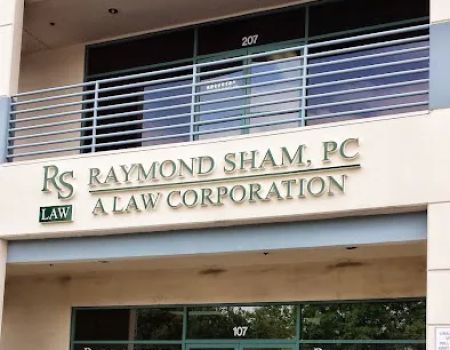 207
RS RAYMOND SHAM, PC
LAW A LAW CORPORATION
107